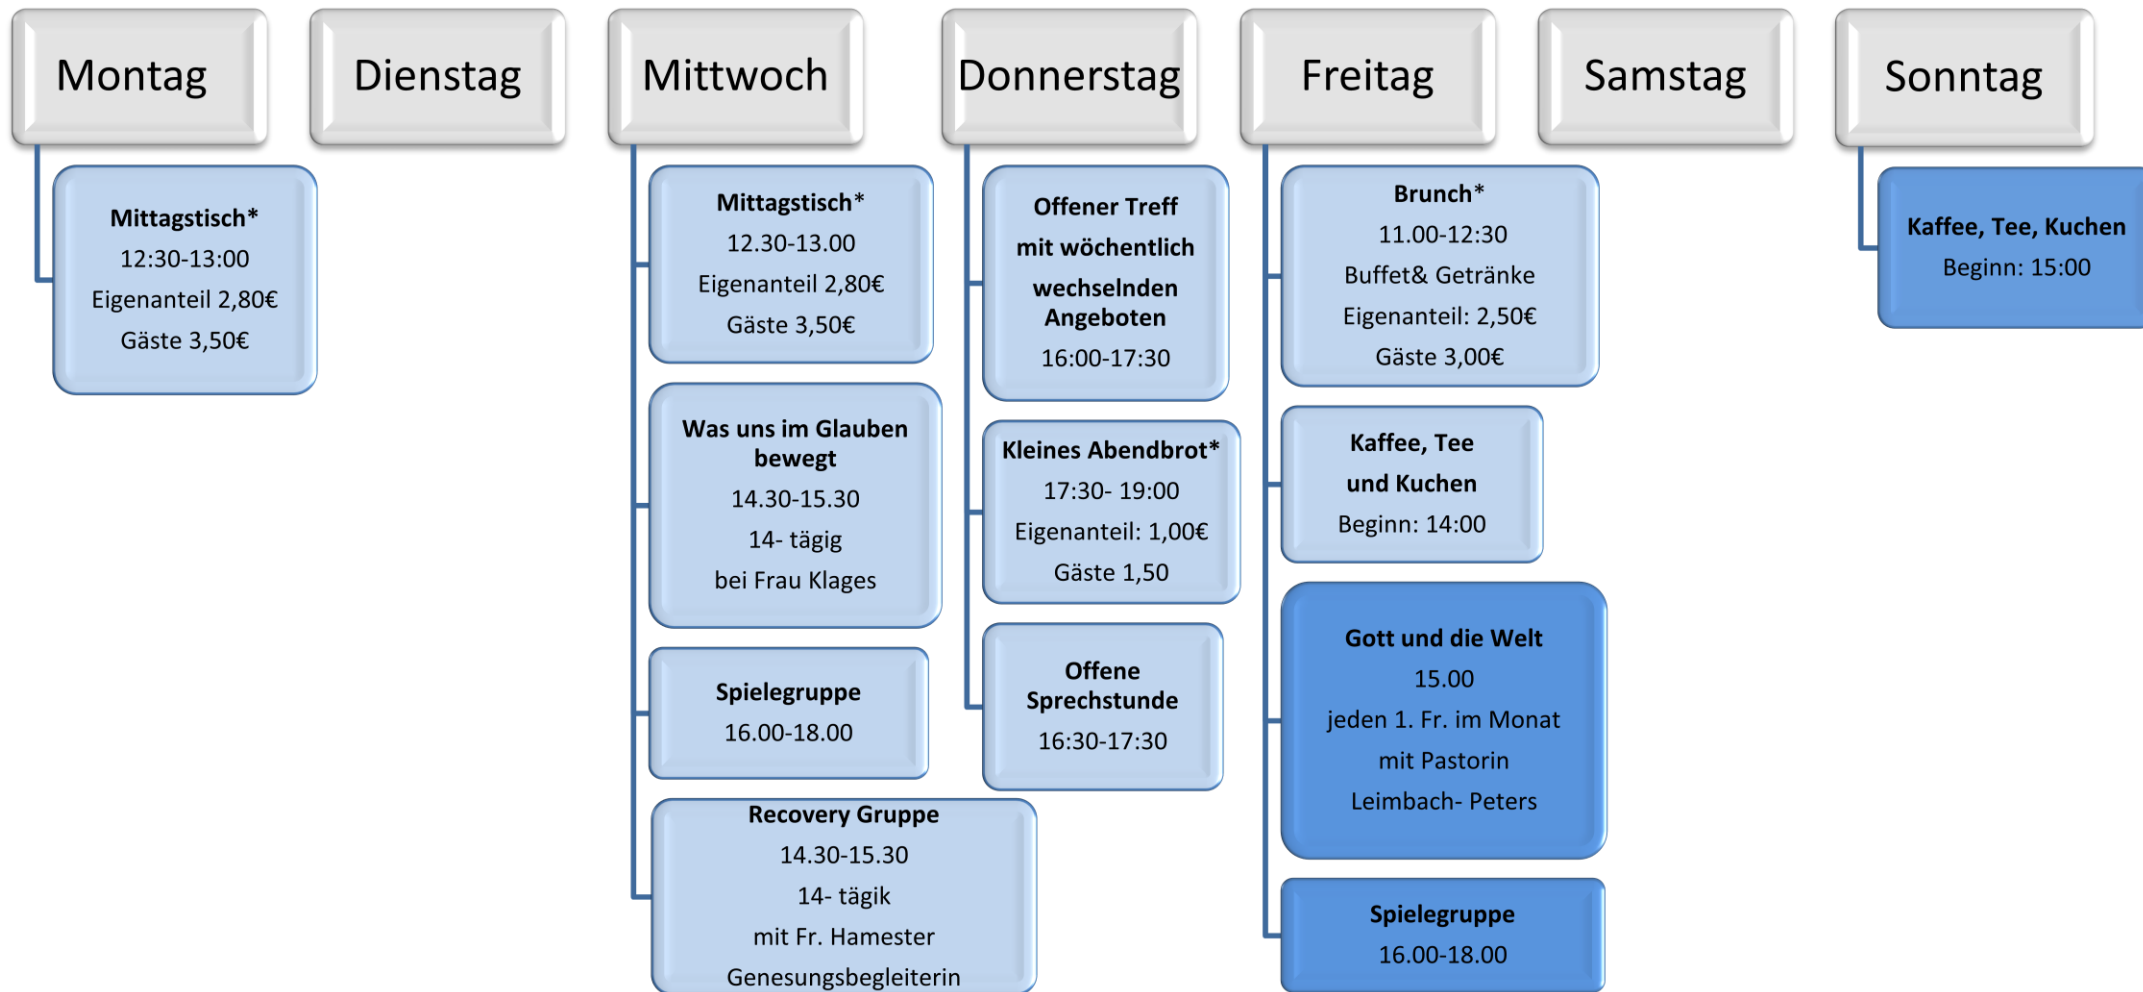 Montag
Dienstag
Mittwoch
Donnerstag
Freitag
Samstag
Sonntag
Mittagstisch*
12:30-13:00
Eigenanteil 2,80€
Gäste 3,50€
Mittagstisch*
12.30-13.00
Eigenanteil 2,80€
Gäste 3,50€
Was uns im Glauben
bewegt
14.30-15.30
14- tägig
bei Frau Klages
Spielegruppe
16.00-18.00
Recovery Gruppe
14.30-15.30
14- tägik
mit Fr. Hamester
Genesungsbegleiterin
Offener Treff
mit wöchentlich
wechselnden
Angeboten
16:00-17:30
Kleines Abendbrot*
17:30- 19:00
Eigenanteil: 1,00€
Gäste 1,50
Offene
Sprechstunde
16:30-17:30
Brunch*
11.00-12:30
Buffet& Getränke
Eigenanteil: 2,50€
Gäste 3,00€
Kaffee, Tee
und Kuchen
Beginn: 14:00
Gott und die Welt
15.00
jeden 1. Fr. im Monat
mit Pastorin
Leimbach- Peters
Spielegruppe
16.00-18.00
Kaffee, Tee, Kuchen
Beginn: 15:00